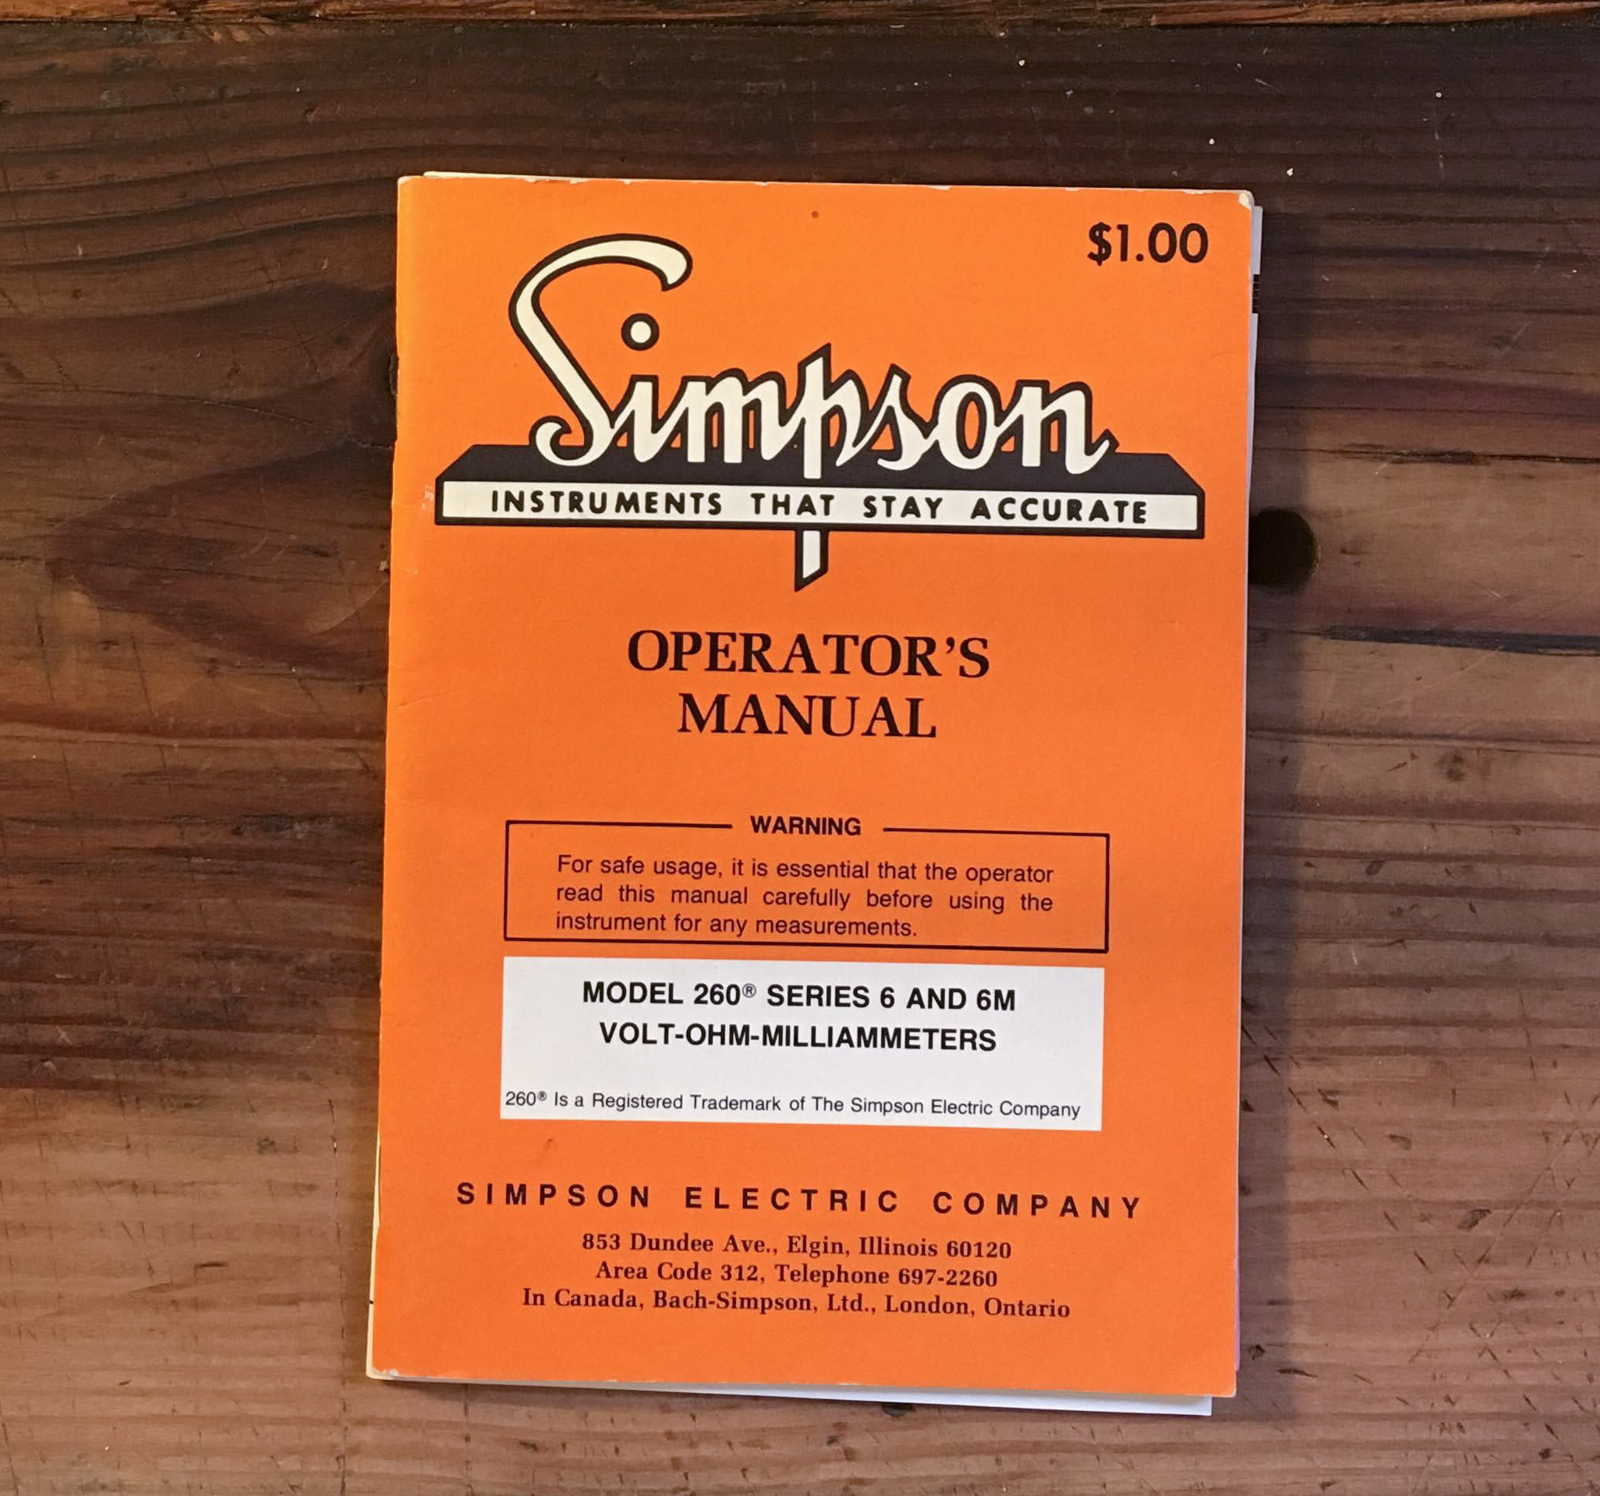 $1.00
Simpson
INSTRUMENTS THAT STAY ACCURATE
OPERATOR'S
MANUAL
WARNING
For safe usage, it is essential that the operator
read this manual carefully before using the
instrument for any measurements.
MODEL 260® SERIES 6 AND 6M
VOLT-OHM-MILLIAMMETERS
260® Is a Registered Trademark of The Simpson Electric Company
SIMPSON ELECTRIC COMPANY
853 Dundee Ave., Elgin, Illinois 60120
Area Code 312, Telephone 697-2260
In Canada, Bach-Simpson, Ltd., London, Ontario